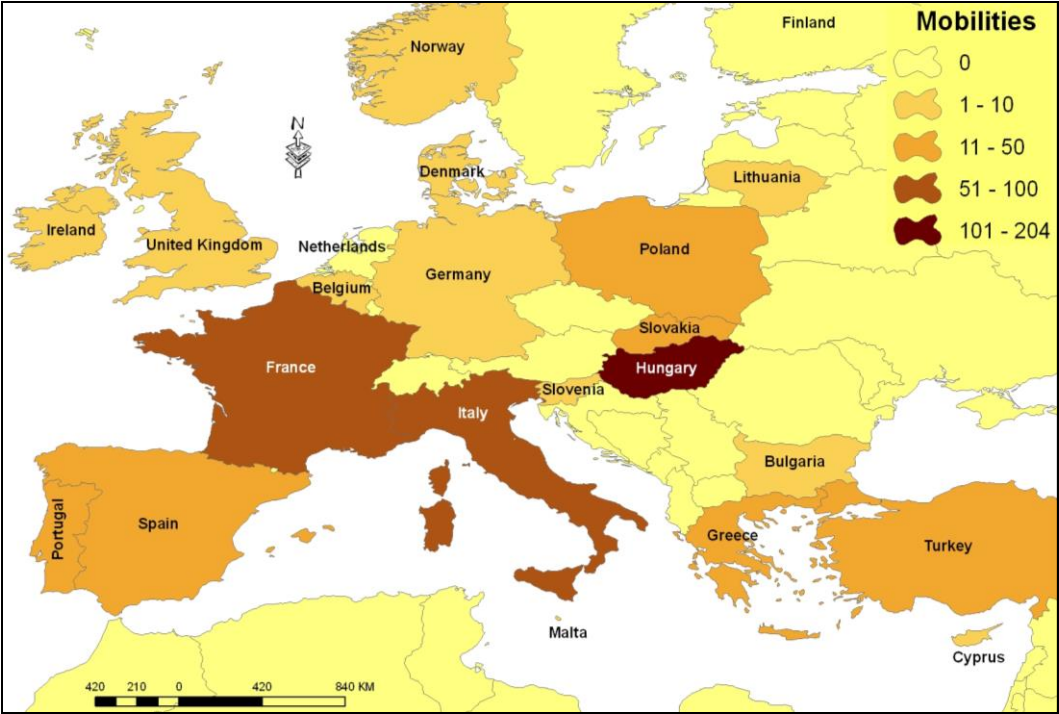 Mobilities
0
1 - 10
11 - 50
51 - 100
101 - 204
Finland
Norway
N
Denmark
Lithuania
Ireland
United Kingdom
Netherlands
Poland
Germany
Belgium
Slovakia
France
Hungary
Slovenia
Italy
Bulgaria
Portugal
Spain
Greece
Turkey
Malta
Cyprus
420 210 0 420 840 KM